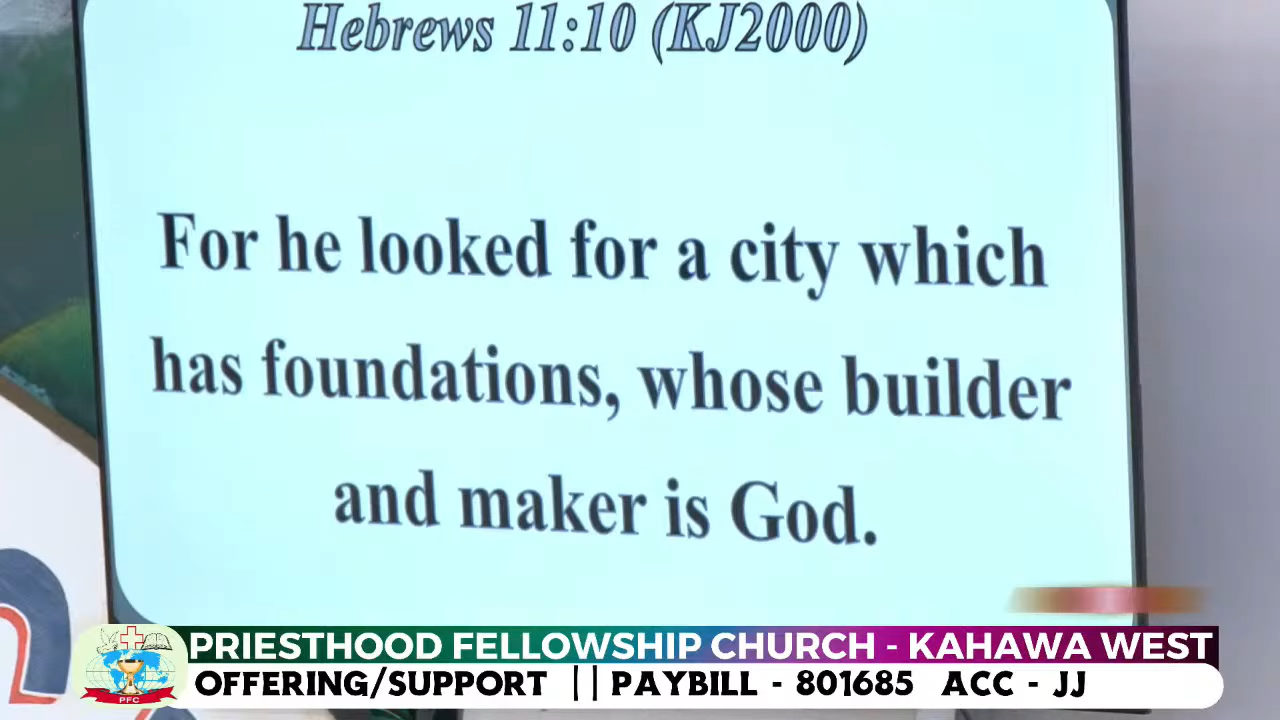 Hebrews 11:10 (KJ2000)
For he looked for a city which
has foundations, whose builder
and maker is God.
PRIESTHOOD FELLOWSHIP CHURCH - KAHAWA WEST
OFFERING/SUPPORT || PAYBILL - 801685 ACC - JJ
PFC